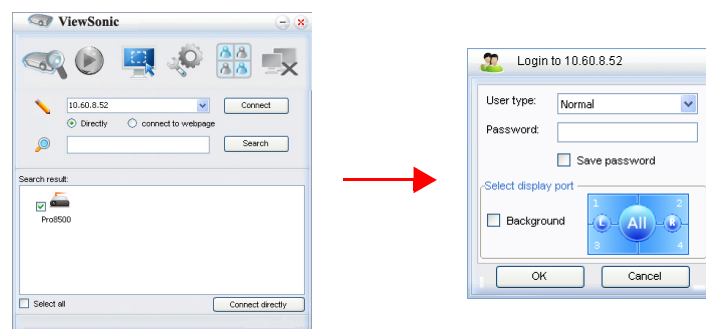 ViewSonic
10.60.8.52
Connect
Directly
connect to webpage
Search
Search result:
Pro8500
Select all
Connect directly
Login to 10.60.8.52
User type:
Normal
Password:
Save password
Select display port
Background
1
2
L
All
R
3
4
OK
Cancel